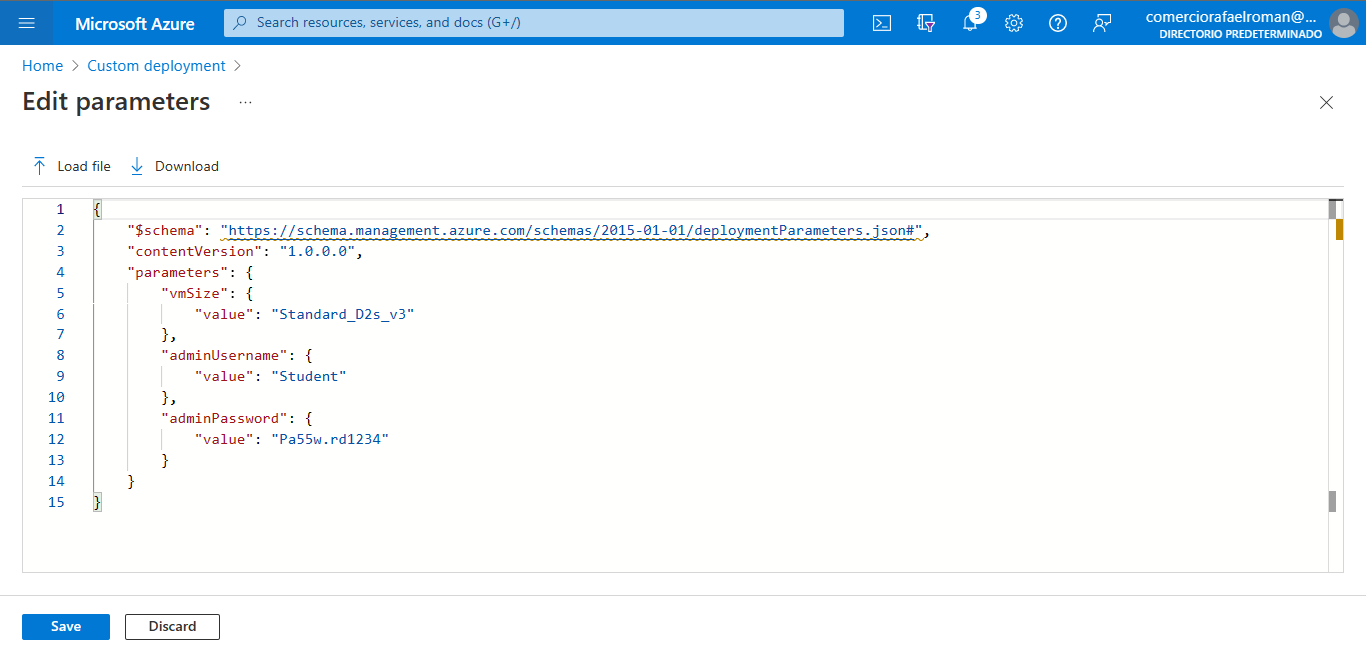 Microsoft Azure
Search resources, services, and docs (G+/)
3
comerciorafaelroman@...
DIRECTORIO PREDETERMINADO
Home > Custom deployment >
Edit parameters ...
Load file
Download
1 {
2 "$schema": "https://schema.management.azure.com/schemas/2015-01-01/deploymentParameters.json#",
3 "contentVersion": "1.0.0.0",
4 "parameters": {
5 "vmSize": {
6 "value": "Standard_D2s_v3"
7 },
8 "adminUsername": {
9 "value": "Student"
10 },
11 "adminPassword": {
12 "value": "Pa55w.rd1234"
13 }
14 }
15 }
Save
Discard